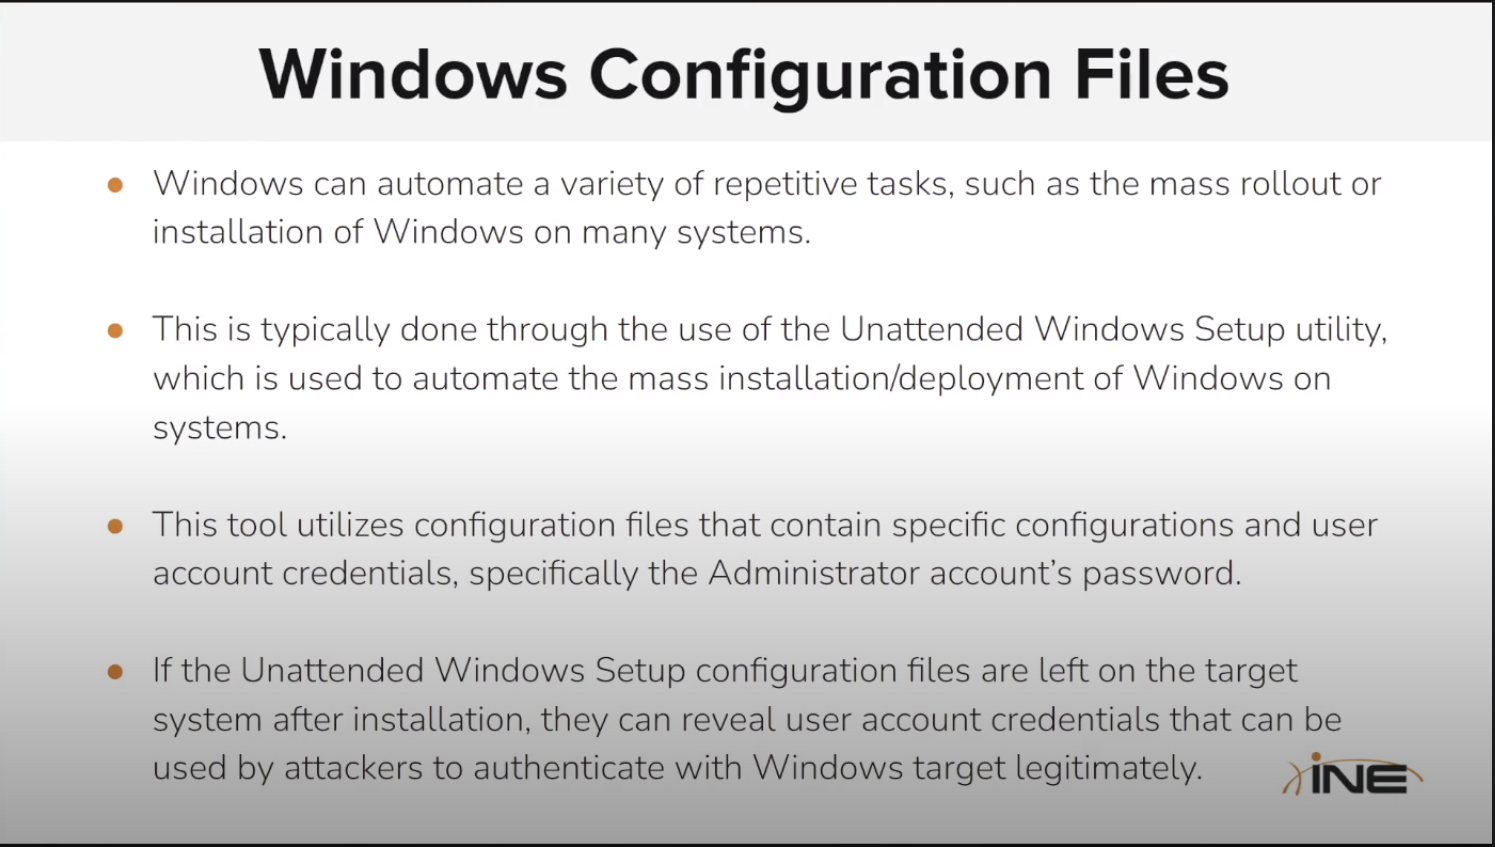 Windows Configuration Files
● Windows can automate a variety of repetitive tasks, such as the mass rollout or
installation of Windows on many systems.
● This is typically done through the use of the Unattended Windows Setup utility,
which is used to automate the mass installation/deployment of Windows on
systems.
● This tool utilizes configuration files that contain specific configurations and user
account credentials, specifically the Administrator account’s password.
● If the Unattended Windows Setup configuration files are left on the target
system after installation, they can reveal user account credentials that can be
used by attackers to authenticate with Windows target legitimately.
iNE